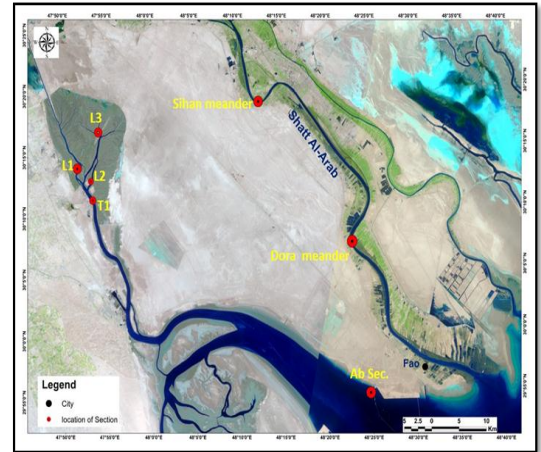 47°50'0"E 47°55'0"E 48°0'0"E 48°5'0"E 48°10'0"E 48°15'0"E 48°20'0"E 48°25'0"E 48°30'0"E 48°35'0"E 48°40'0"E
Sihan meander
Shatt Al-Arab
L3
L1
L2
T1
Dora meander
Ab Sec.
Fao
Legend
City
location of Section
5 2.5 0 5 10
Km
47°50'0"E 47°55'0"E 48°0'0"E 48°5'0"E 48°10'0"E 48°15'0"E 48°20'0"E 48°25'0"E 48°30'0"E 48°35'0"E 48°40'0"E